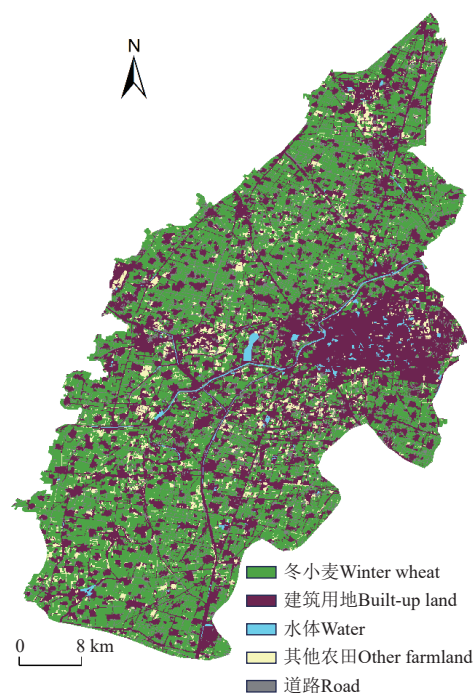 N
冬小麦Winter wheat
建筑用地Built-up land
水体Water
其他农田Other farmland
道路Road
0 8 km